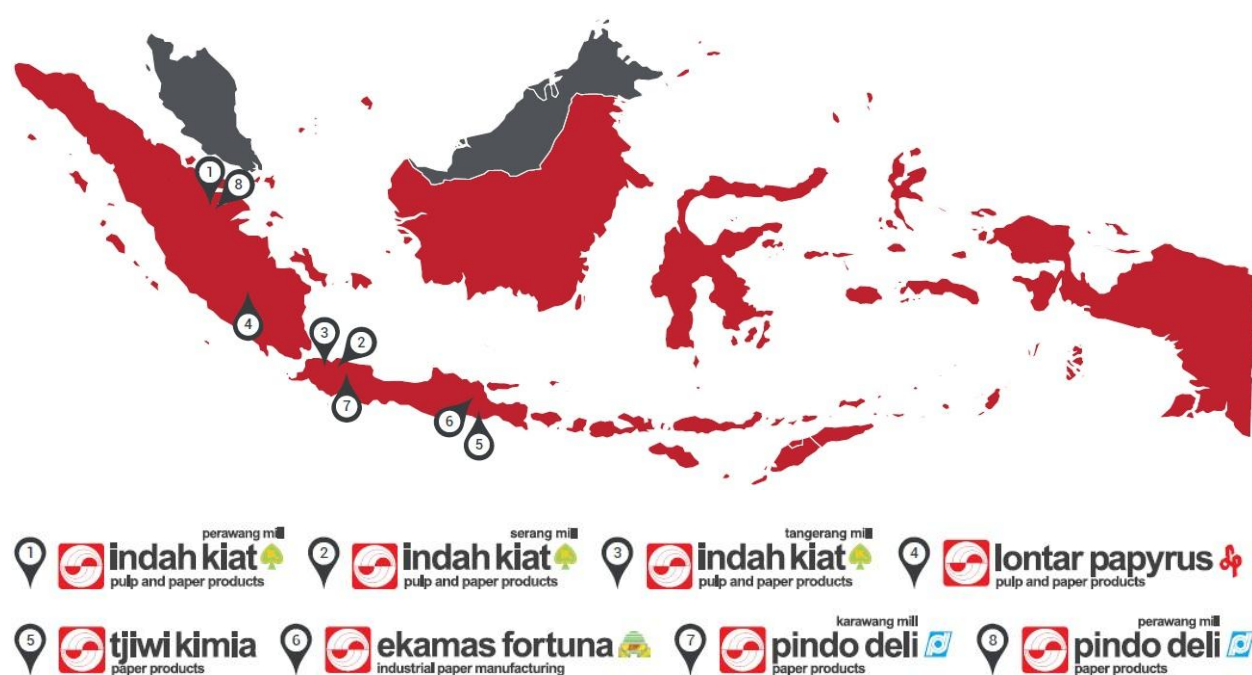 1
8
4
3
2
7
6
5
1
perawang mill
indah kiat
pulp and paper products
2
serang mill
indah kiat
pulp and paper products
3
tangerang mill
indah kiat
pulp and paper products
4
lontar papyrus
pulp and paper products
5
tjiwi kimia
paper products
6
ekamas fortuna
industrial paper manufacturing
7
karawang mill
pindo deli
paper products
8
perawang mill
pindo deli
paper products